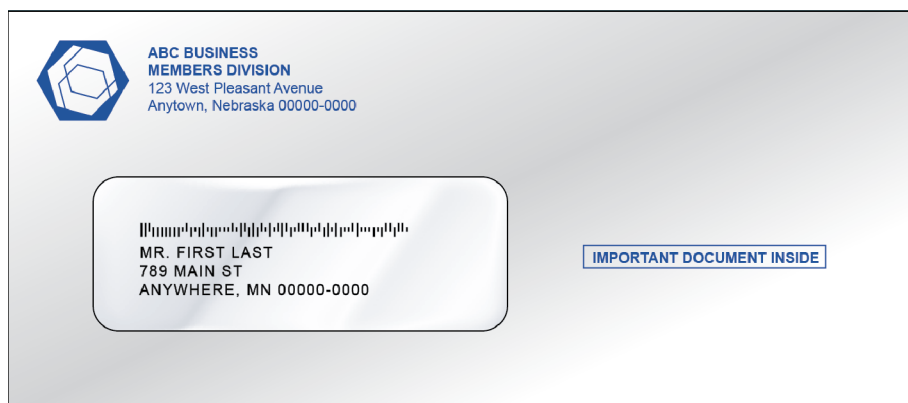 ABC BUSINESS
MEMBERS DIVISION
123 West Pleasant Avenue
Anytown, Nebraska 00000-0000
MR. FIRST LAST
789 MAIN ST
ANYWHERE, MN 00000-0000
IMPORTANT DOCUMENT INSIDE